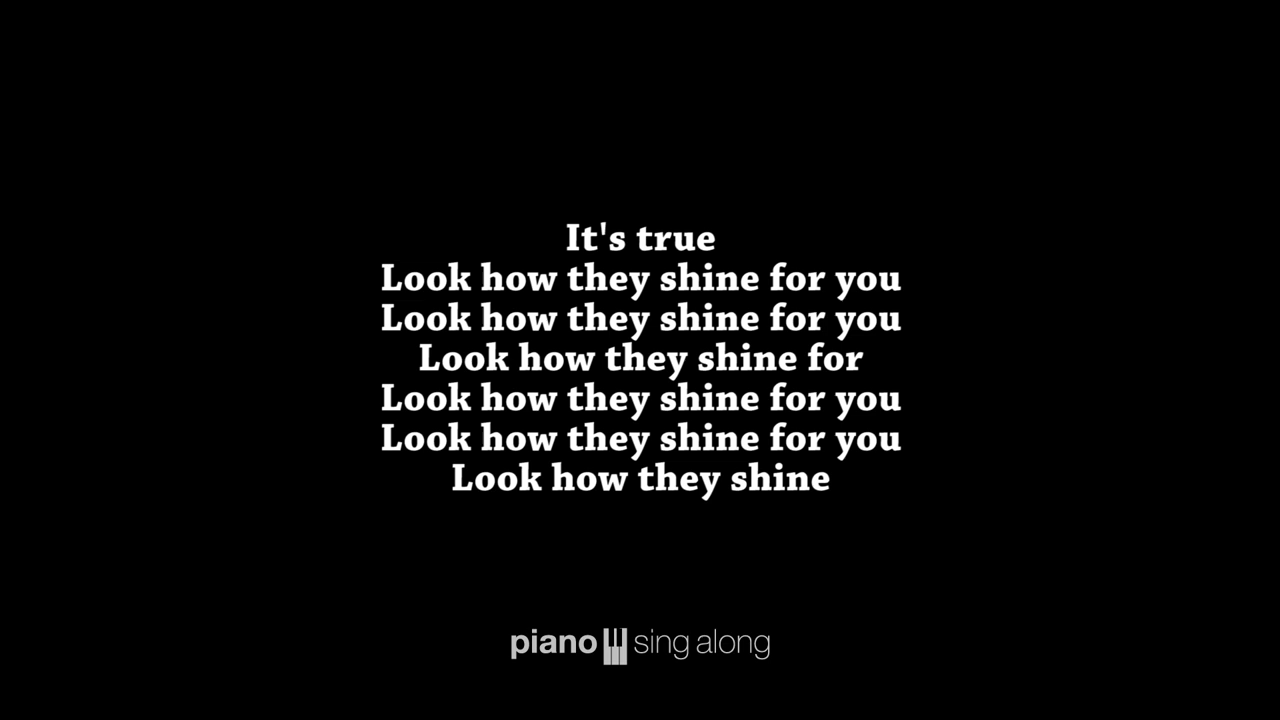 It's true
Look how they shine for you
Look how they shine for you
Look how they shine for
Look how they shine for you
Look how they shine for you
Look how they shine
piano sing along